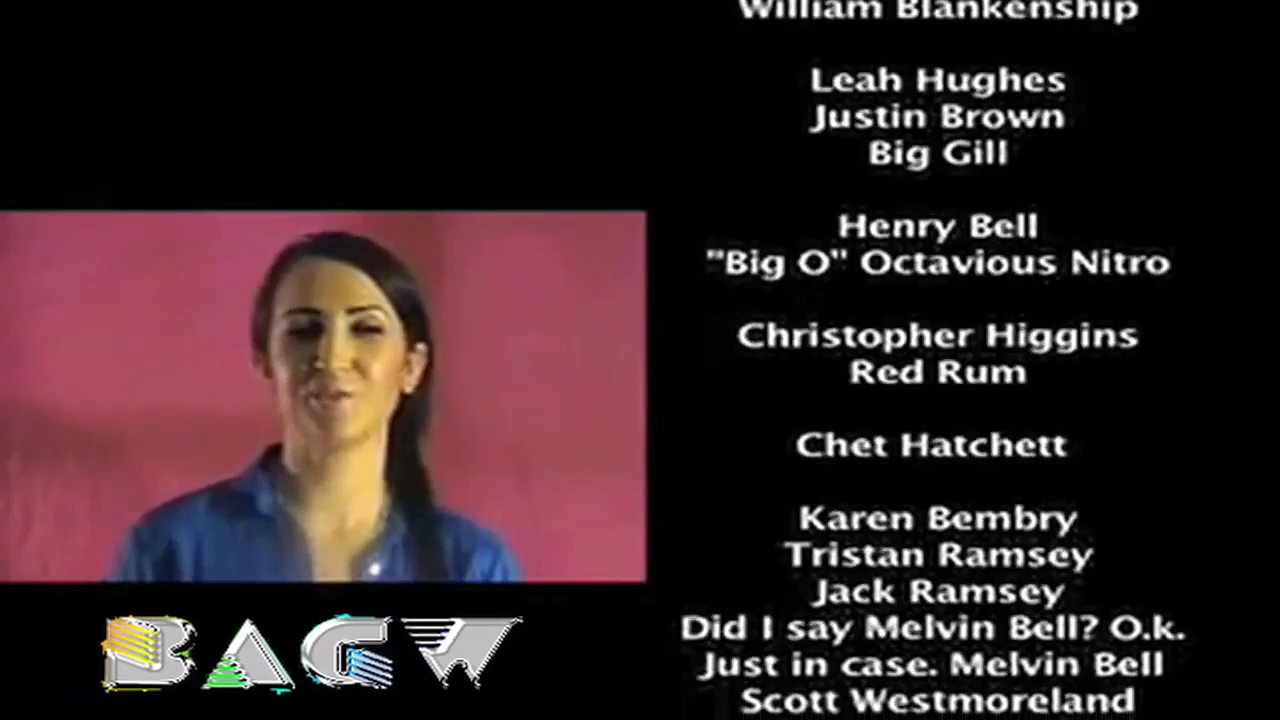 William Blankenship
Leah Hughes
Justin Brown
Big Gill
Henry Bell
"Big O" Octavious Nitro
Christopher Higgins
Red Rum
Chet Hatchett
Karen Bembry
Tristan Ramsey
Jack Ramsey
Did I say Melvin Bell? O.k.
Just in case. Melvin Bell
Scott Westmoreland
BAGW